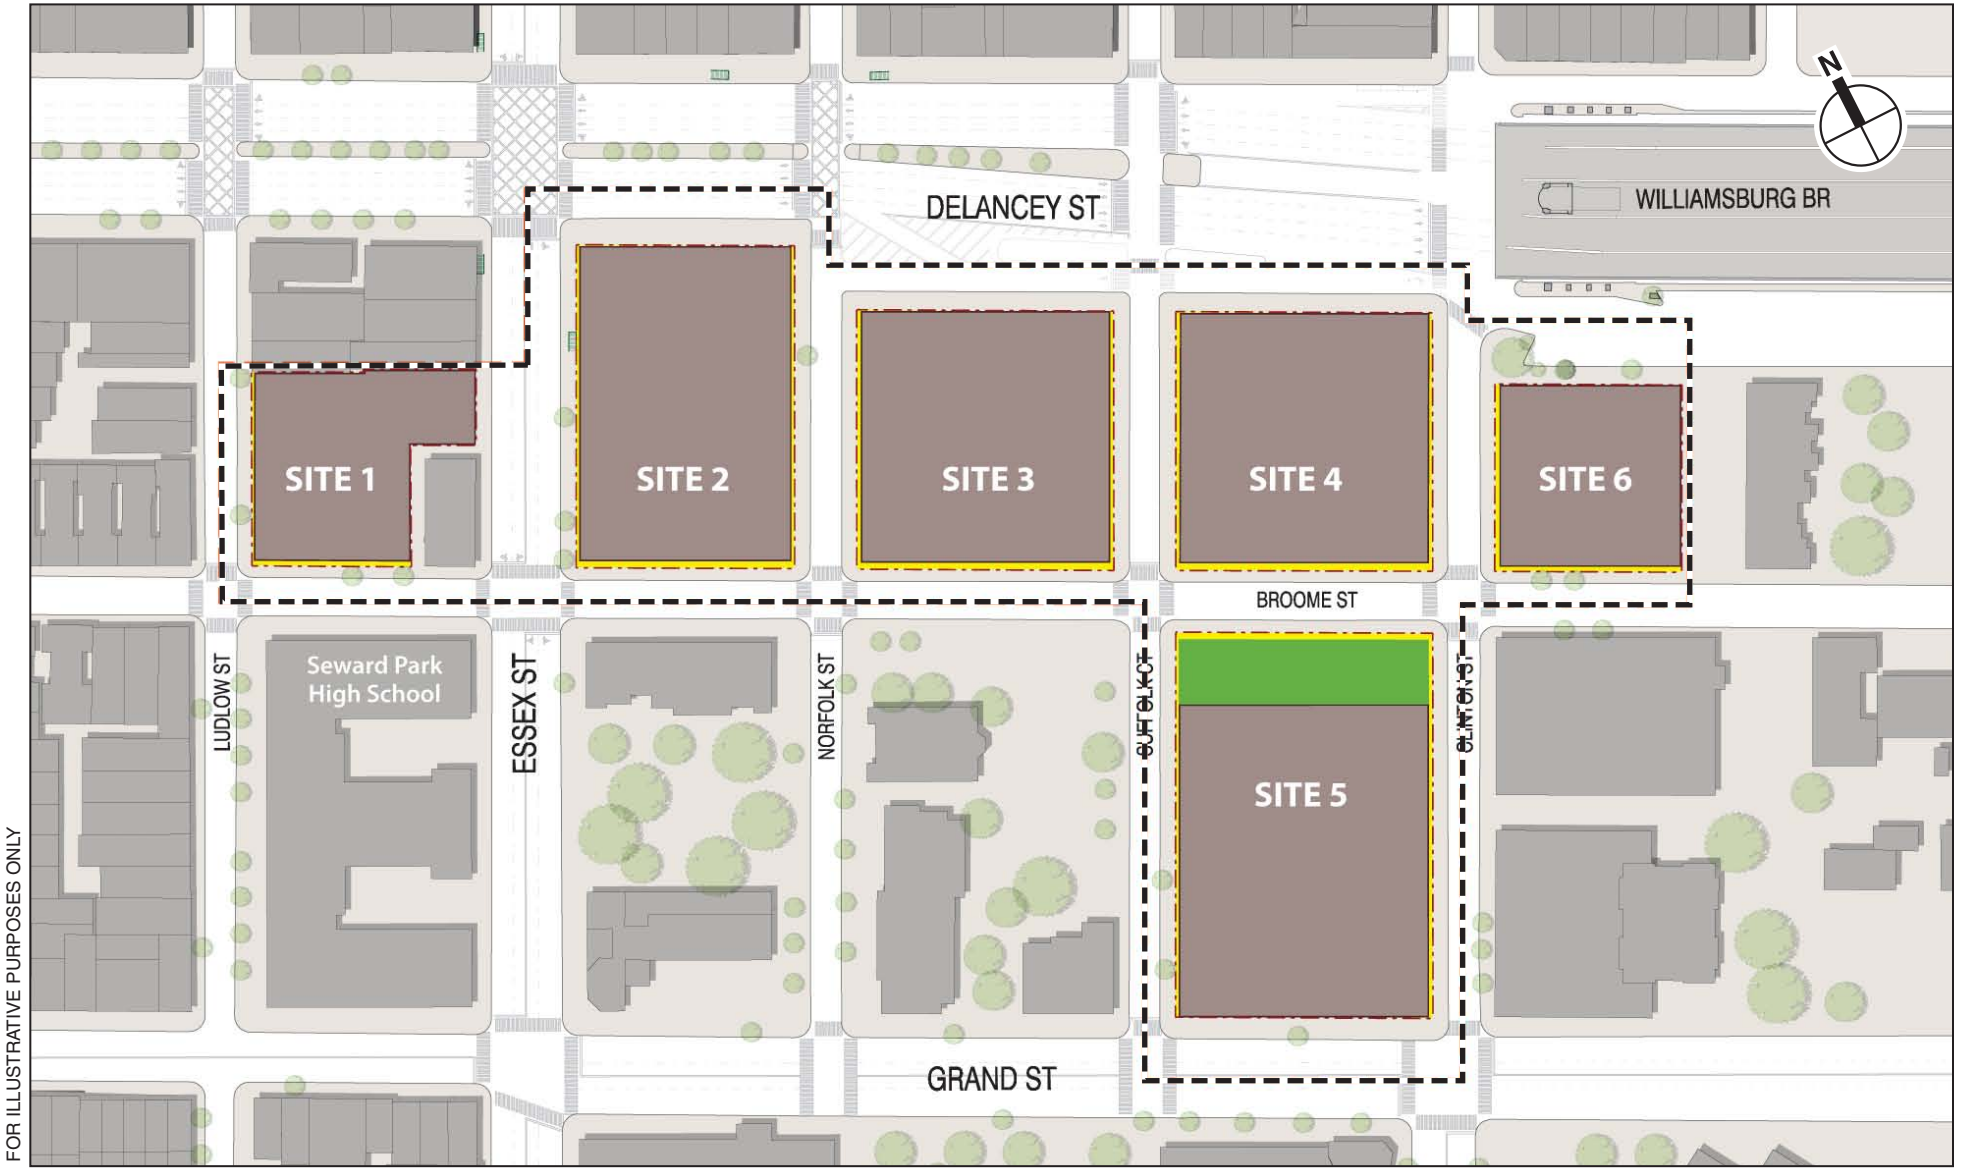 N
DELANCEY ST
WILLIAMSBURG BR
SITE 1
SITE 2
SITE 3
SITE 4
SITE 6
BROOME ST
Seward Park
High School
LUDLOW ST
ESSEX ST
NORFOLK ST
SUFFOLK CT
CLINTON ST
SITE 5
GRAND ST
FOR ILLUSTRATIVE PURPOSES ONLY